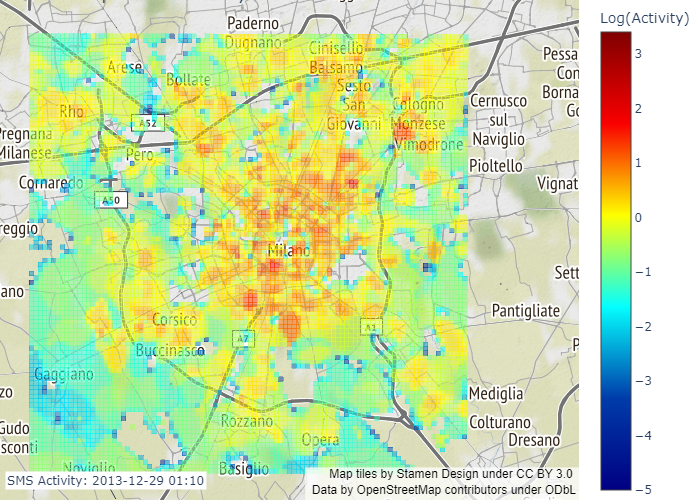 Paderno
Dugnano
Cinisello
Balsamo
Arese
Bollate
Sesto
San
Giovanni
Cologno
Monzese
Vimodrone
Rho
A52
Pero
Pregnana
Milanese
Cornaredo
A50
reggio
ano
Milano
Corsico
Buccinasco
A7
A1
Gaggiano
zo
Gudo
sconti
Noviglio
Rozzano
Opera
Basiglio
Pessa
Con
Borna
Go
Cernusco
sul
Naviglio
Pioltello
Vignat
Sett
Pantigliate
P
Mediglia
Colturano
Dresano
SMS Activity: 2013-12-29 01:10
Map tiles by Stamen Design under CC BY 3.0
Data by OpenStreetMap contributors under ODbL
Log(Activity)
3
2
1
0
−1
−2
−3
−4
−5